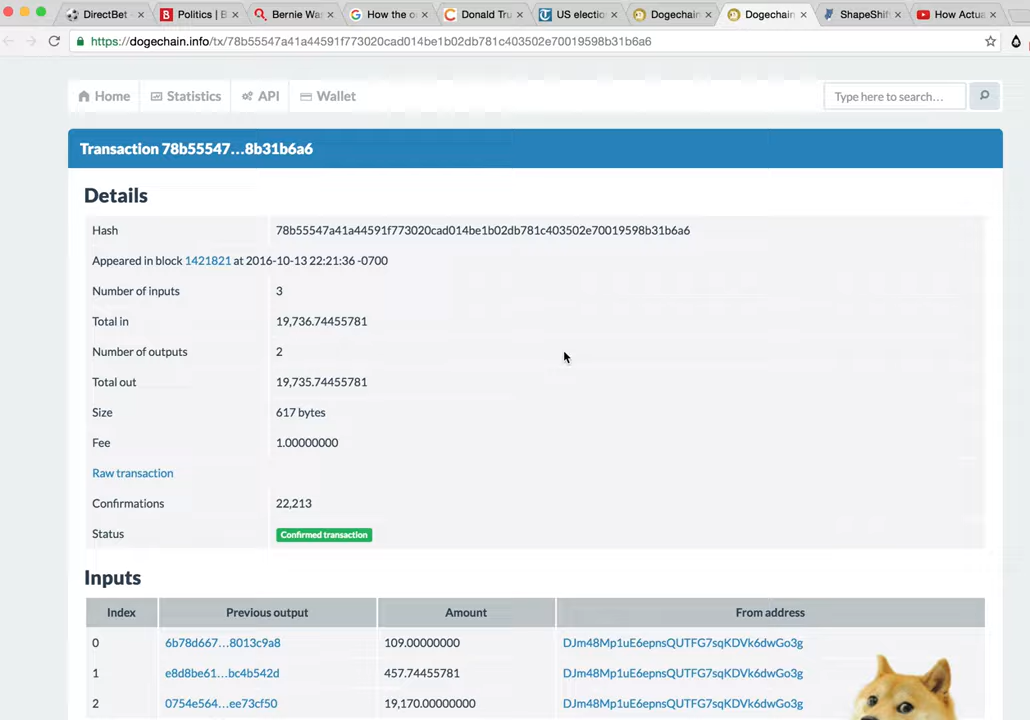 DirectBet
Politics | B
Bernie Wa
How the o
Donald Tru
US electio
Dogechain
Dogechain
ShapeShif
How Actua
https://dogechain.info/tx/78b55547a41a44591f773020cad014be1b02db781c403502e70019598b31b6a6
Home
Statistics
API
Wallet
Type here to search...
Transaction 78b55547...8b31b6a6
Details
Hash 78b55547a41a44591f773020cad014be1b02db781c403502e70019598b31b6a6
Appeared in block 1421821 at 2016-10-13 22:21:36 -0700
Number of inputs 3
Total in 19,736.74455781
Number of outputs 2
Total out 19,735.74455781
Size 617 bytes
Fee 1.00000000
Raw transaction
Confirmations 22,213
Status Confirmed transaction
Inputs
Index Previous output Amount From address
0 6b78d667...8013c9a8 109.00000000 DJm48Mp1uE6epnsQUTFG7sqKDVk6dwGo3g
1 e8d8be61...bc4b542d 457.74455781 DJm48Mp1uE6epnsQUTFG7sqKDVk6dwGo3g
2 0754e564...ee73cf50 19,170.00000000 DJm48Mp1uE6epnsQUTFG7sqKDVk6dwGo3g